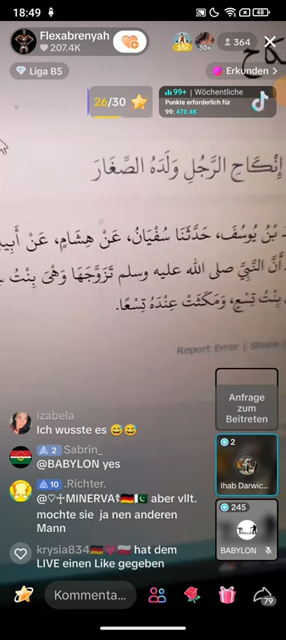 18:49
48
Flexabrenyah
207.4K
30+
364
Liga B5
Erkunden >
26/30
99+ | Wöchentliche
Punkte erforderlich für
99: 478.4K
إِنْكَاحِ الرَّجُلِ وَلَدَهُ الصِّغَارَ
بْنُ يُوسُفَ، حَدَّثَنَا سُفْيَانُ، عَنْ هِشَامٍ، عَنْ أَبِيهِ
أَنَّ النَّبِيَّ صلى الله عليه وسلم تَزَوَّجَهَا وَهْىَ بِنْتُ
بِنْتُ تِسْعٍ، وَمَكَثَتْ عِنْدَهُ تِسْعًا.
Report Error | Share
Anfrage
zum
Beitreten
Izabela
Ich wusste es 😅😅
2 Sabrin_
@BABYLON yes
2
Ihab Darwic...
10 .Richter.
@♡☦MINERVA☦🇩🇪🇲🇫 aber vllt.
mochte sie ja nen anderen
Mann
245
BABYLON
krysia834🇩🇪💗🇵🇱 hat dem
LIVE einen Like gegeben
Kommenta...
79